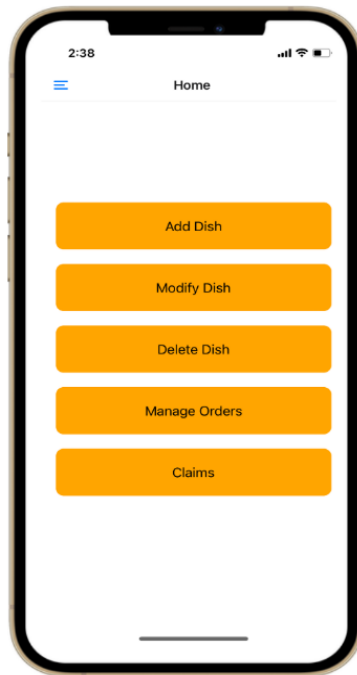 2:38
Home
Add Dish
Modify Dish
Delete Dish
Manage Orders
Claims